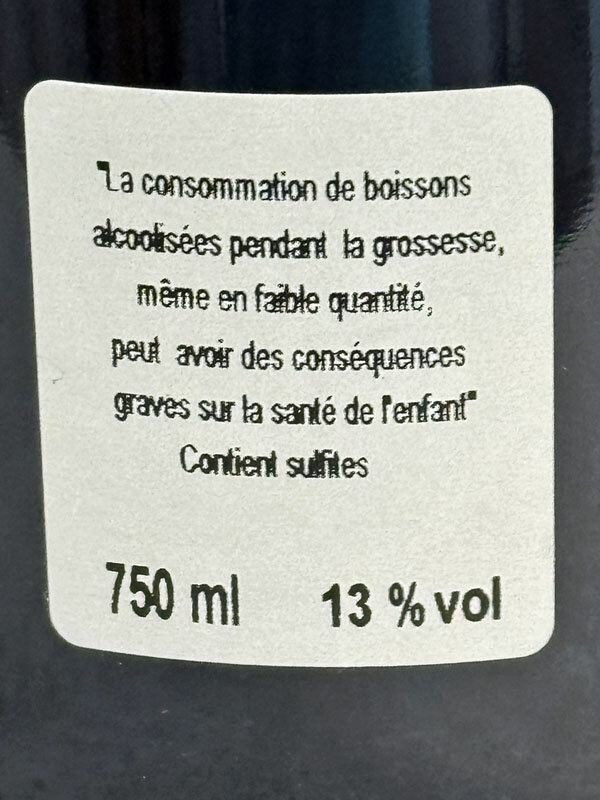 "La consommation de boissons
alcoolisées pendant la grossesse,
même en faible quantité,
peut avoir des conséquences
graves sur la santé de l'enfant"
Contient sulfites
750 ml 13 % vol